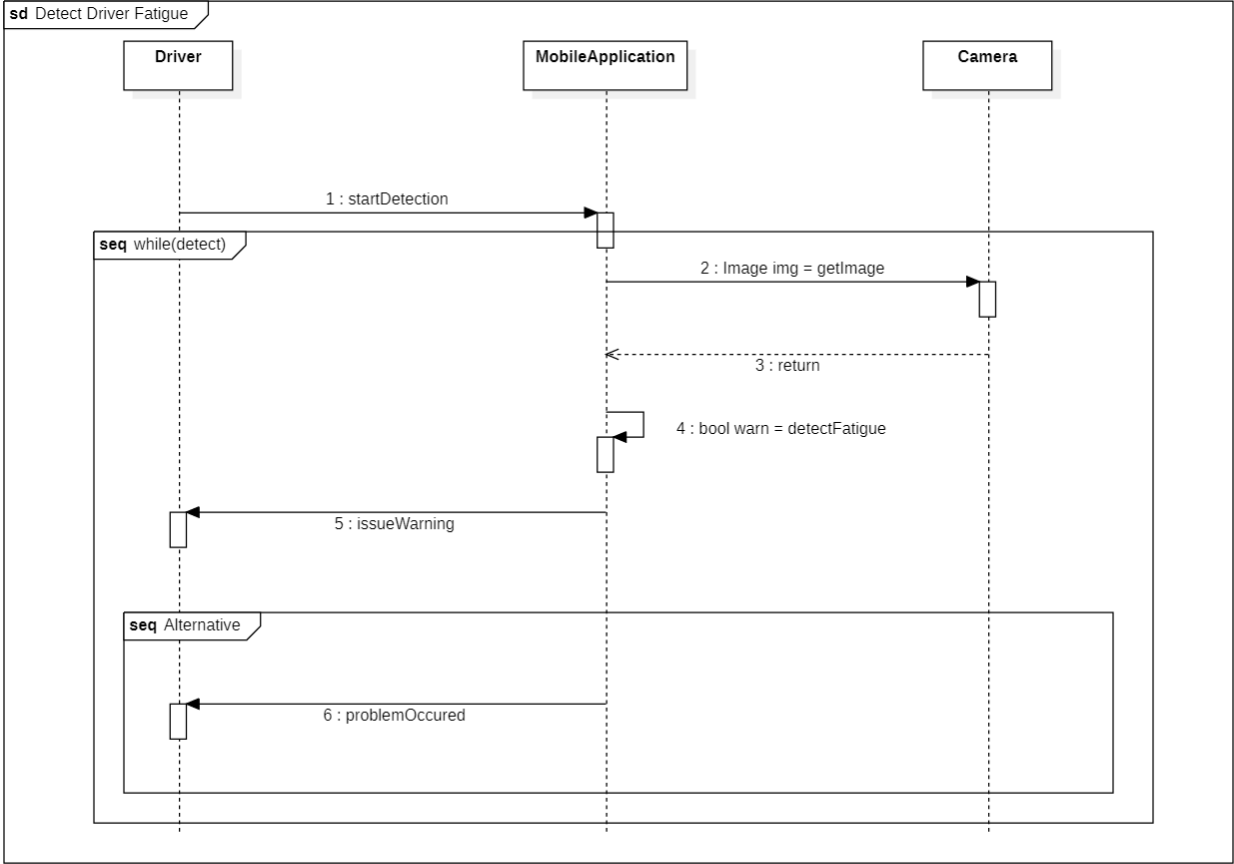 sd Detect Driver Fatigue
Driver
MobileApplication
Camera
1 : startDetection
seq while(detect)
2 : Image img = getImage
3 : return
4 : bool warn = detectFatigue
5 : issueWarning
seq Alternative
6 : problemOccured